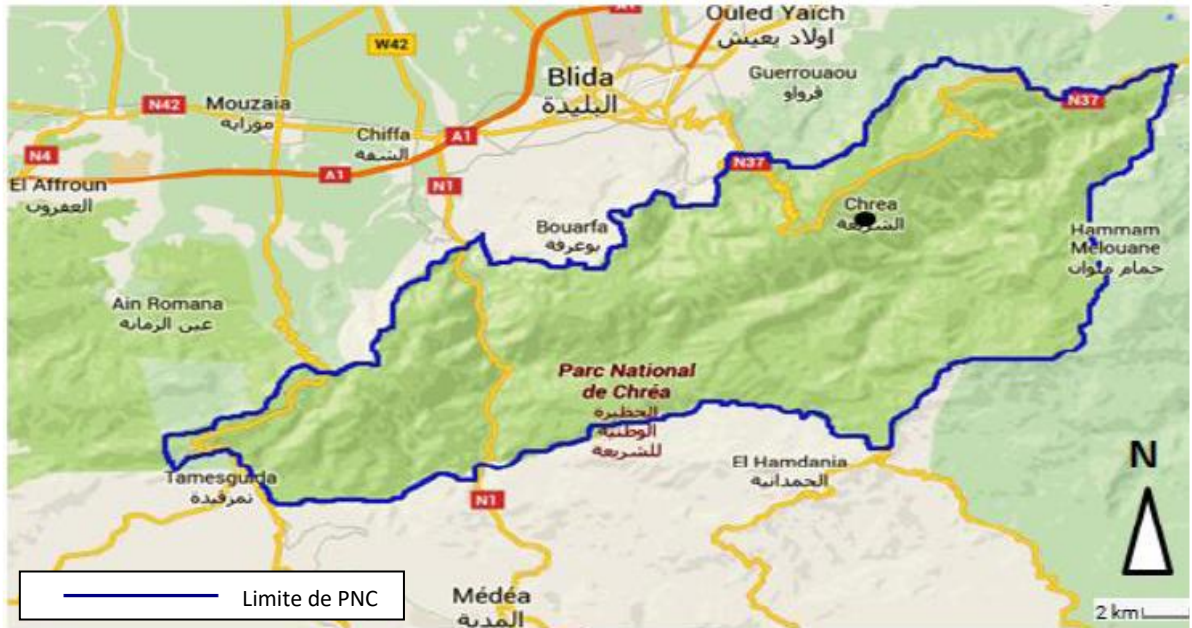 A1
Ouled Yaïch
اولاد يعيش
W42
Blida
البليدة
Guerrouaou
قرواو
N42
Mouzaia
موزاية
N37
Chiffa
الشفة
A1
N4
A1
N37
El Affroun
العفرون
N1
Chrea
الشريعة
Bouarfa
بوعرفة
Hammam
Melouane
حمام ملوان
Ain Romana
عين الرمانة
Parc National
de Chréa
الحظيرة
الوطنية
للشريعة
N
El Hamdania
الحمدانية
Tamesguida
تمزقيدة
N1
Limite de PNC
Médéa
المدية
2 km